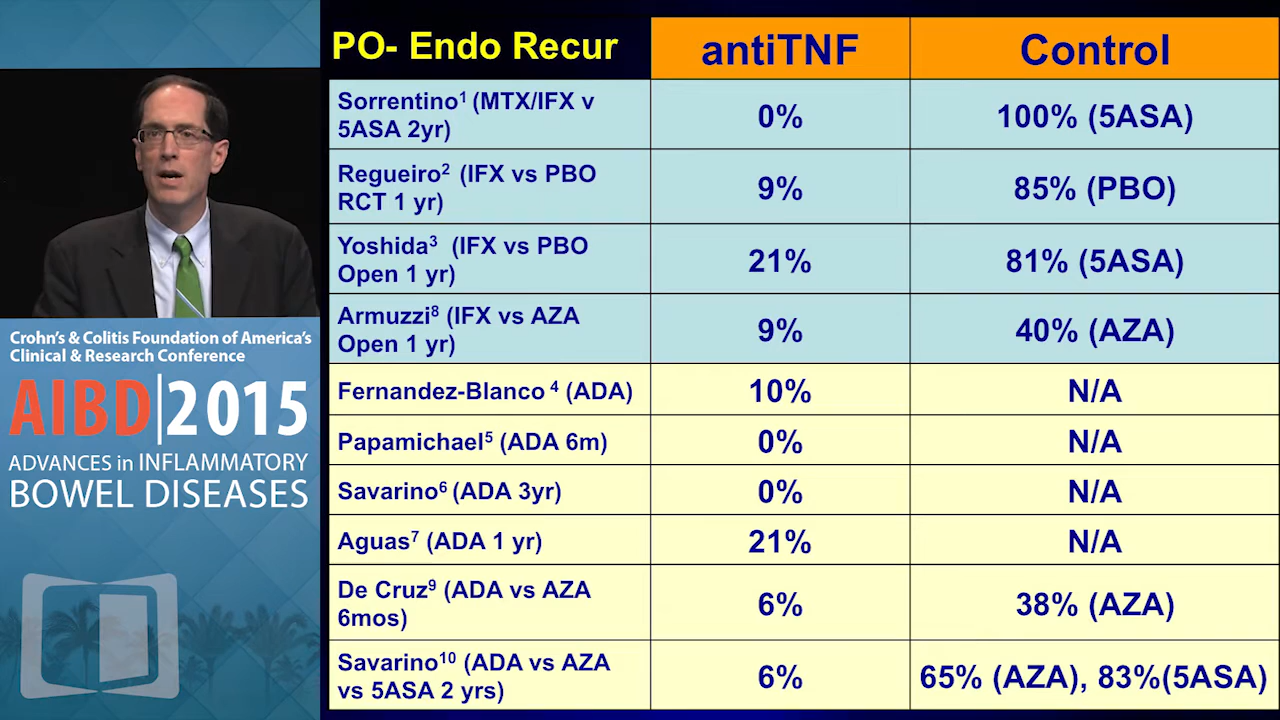 PO- Endo Recur antiTNF Control
Sorrentino¹ (MTX/IFX v
5ASA 2yr) 0% 100% (5ASA)
Regueiro² (IFX vs PBO
RCT 1 yr) 9% 85% (PBO)
Yoshida³ (IFX vs PBO
Open 1 yr) 21% 81% (5ASA)
Armuzzi⁸ (IFX vs AZA
Open 1 yr) 9% 40% (AZA)
Fernandez-Blanco ⁴ (ADA) 10% N/A
Papamichael⁵ (ADA 6m) 0% N/A
Savarino⁶ (ADA 3yr) 0% N/A
Aguas⁷ (ADA 1 yr) 21% N/A
De Cruz⁹ (ADA vs AZA
6mos) 6% 38% (AZA)
Savarino¹⁰ (ADA vs AZA
vs 5ASA 2 yrs) 6% 65% (AZA), 83%(5ASA)
Crohn's & Colitis Foundation of America's
Clinical & Research Conference
AIBD|2015
ADVANCES in INFLAMMATORY
BOWEL DISEASES